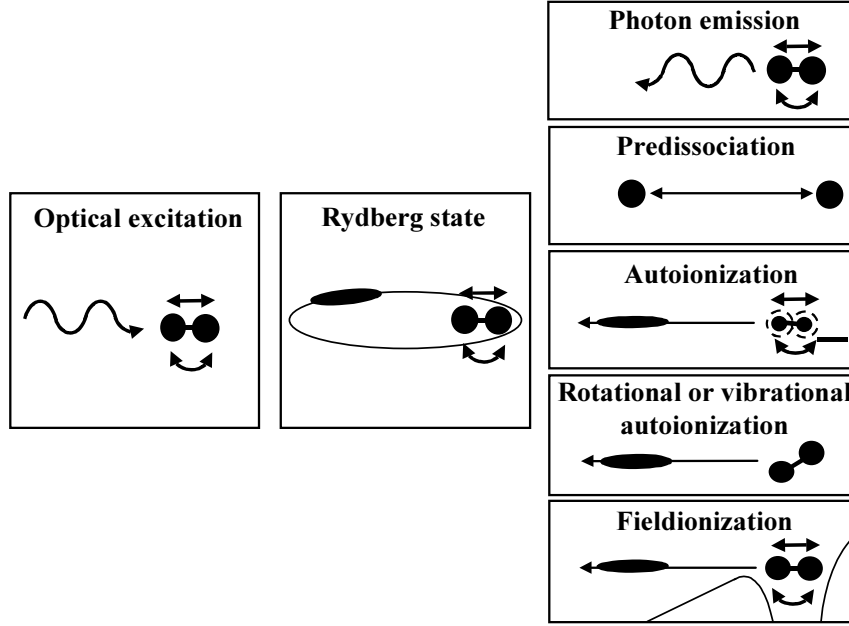 Optical excitation
Rydberg state
Photon emission
Predissociation
Autoionization
Rotational or vibrational
autoionization
Fieldionization